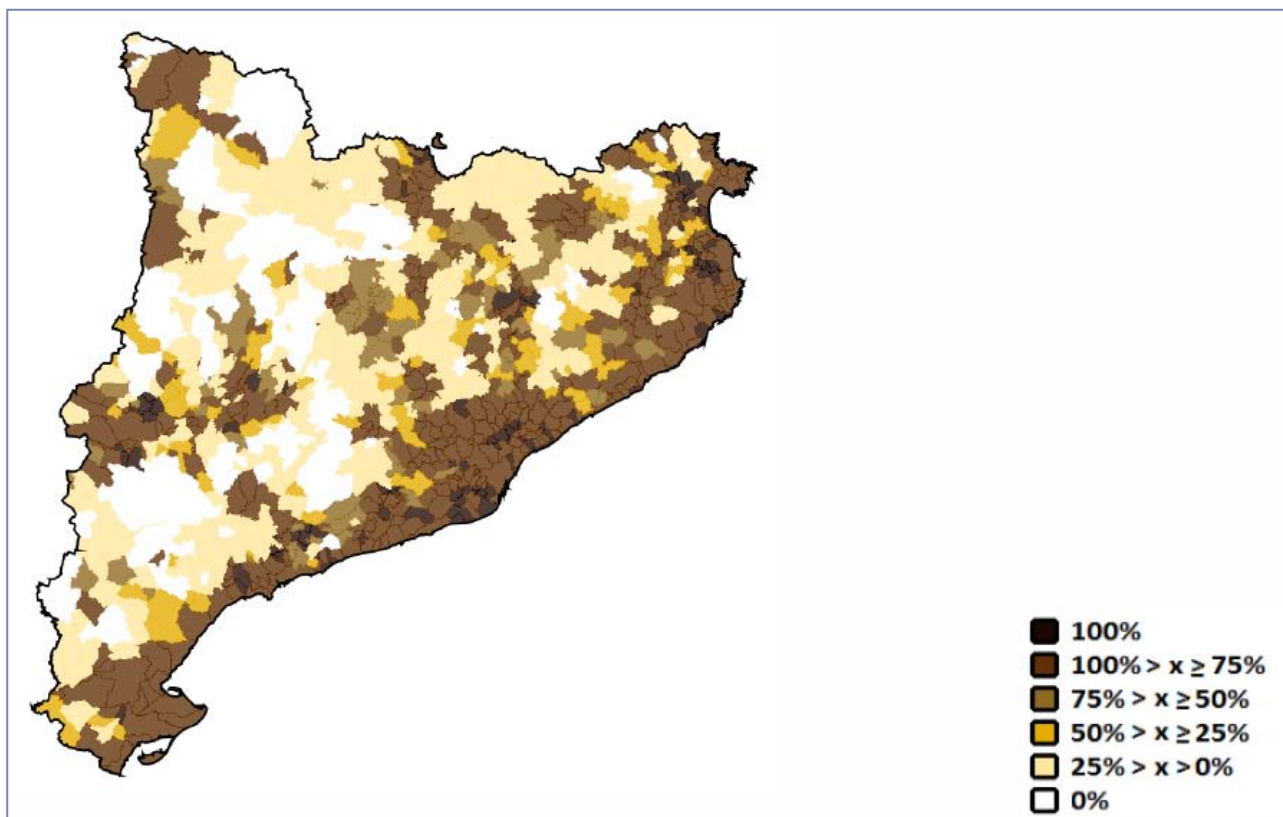 100%
100% > x ≥ 75%
75% > x ≥ 50%
50% > x ≥ 25%
25% > x > 0%
0%